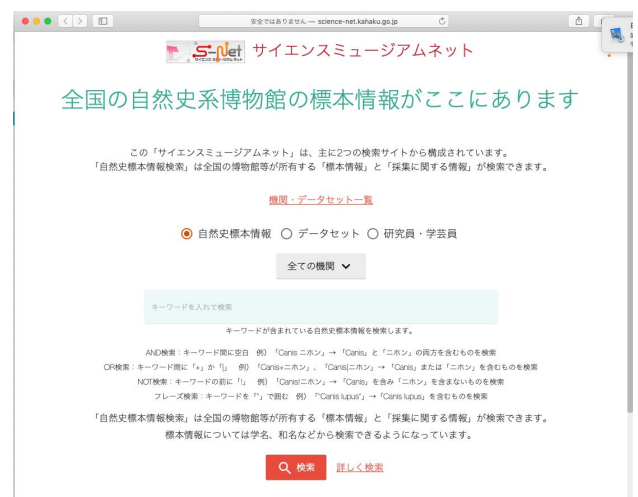 安全ではありません — science-net.kahaku.go.jp
S-Net サイエンスミュージアムネット
全国の自然史系博物館の標本情報がここにあります
この「サイエンスミュージアムネット」は、主に2つの検索サイトから構成されています。
「自然史標本情報検索」は全国の博物館等が所有する「標本情報」と「採集に関する情報」が検索できます。
機関・データセット一覧
自然史標本情報 データセット 研究員・学芸員
全ての機関
キーワードを入れて検索
キーワードが含まれている自然史標本情報を検索します。
AND検索：キーワード間に空白 例）「Canis ニホン」→「Canis」と「ニホン」の両方を含むものを検索
OR検索：キーワード間に「+」か「|」 例）「Canis+ニホン」、「Canis|ニホン」→「Canis」または「ニホン」を含むものを検索
NOT検索：キーワードの前に「!」 例）「Canis!ニホン」→「Canis」を含み「ニホン」を含まないものを検索
フレーズ検索：キーワードを「"」で囲む 例）「"Canis lupus"」→「Canis lupus」を含むものを検索
「自然史標本情報検索」は全国の博物館等が所有する「標本情報」と「採集に関する情報」が検索できます。
標本情報については学名、和名などから検索できるようになっています。
検索 詳しく検索